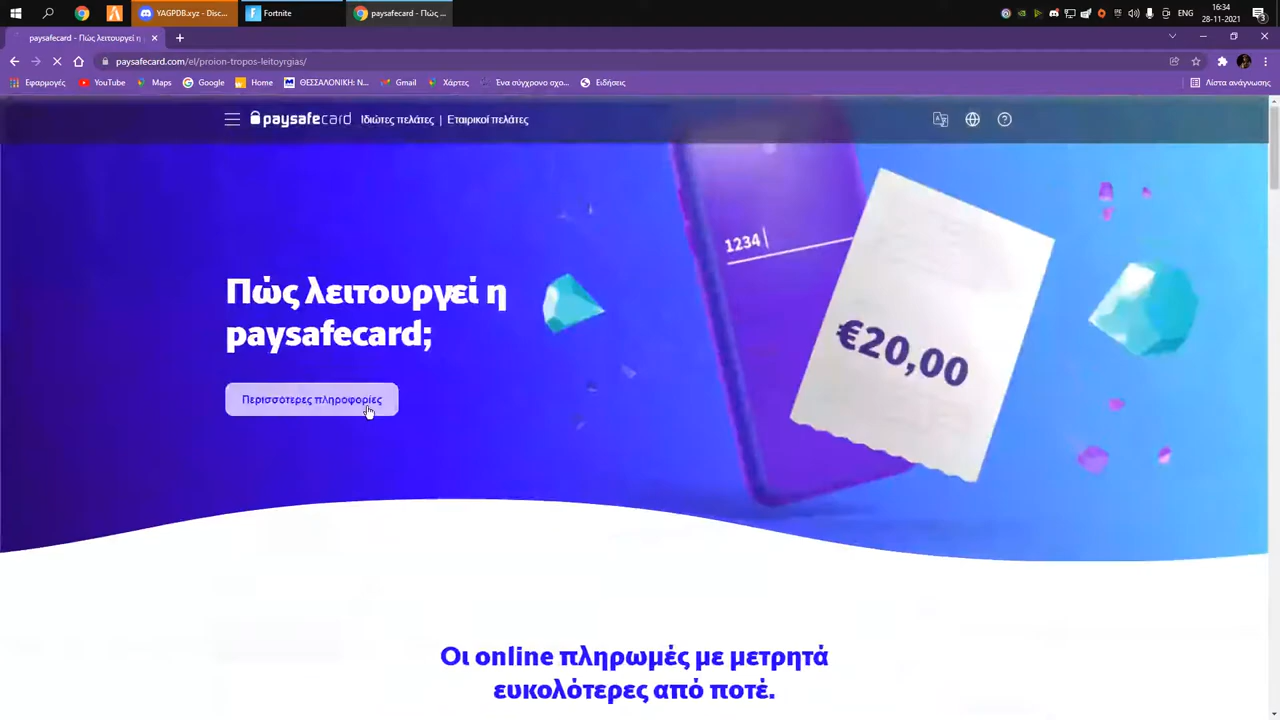 YAGPDB.xyz - Disc...
Fortnite
paysafecard - Πώς ...
ENG
16:34
28-11-2021
3
paysafecard - Πώς λειτουργεί η
paysafecard.com/el/proion-tropos-leitoyrgias/
Εφαρμογές
YouTube
Maps
Google
Home
ΘΕΣΣΑΛΟΝΙΚΗ: Ν...
Gmail
Χάρτες
Ένα σύγχρονο σχο...
Ειδήσεις
Λίστα ανάγνωσης
paysafecard
Ιδιώτες πελάτες | Εταιρικοί πελάτες
1234
€20,00
Πώς λειτουργεί η
paysafecard;
Περισσότερες πληροφορίες
Οι online πληρωμές με μετρητά
ευκολότερες από ποτέ.